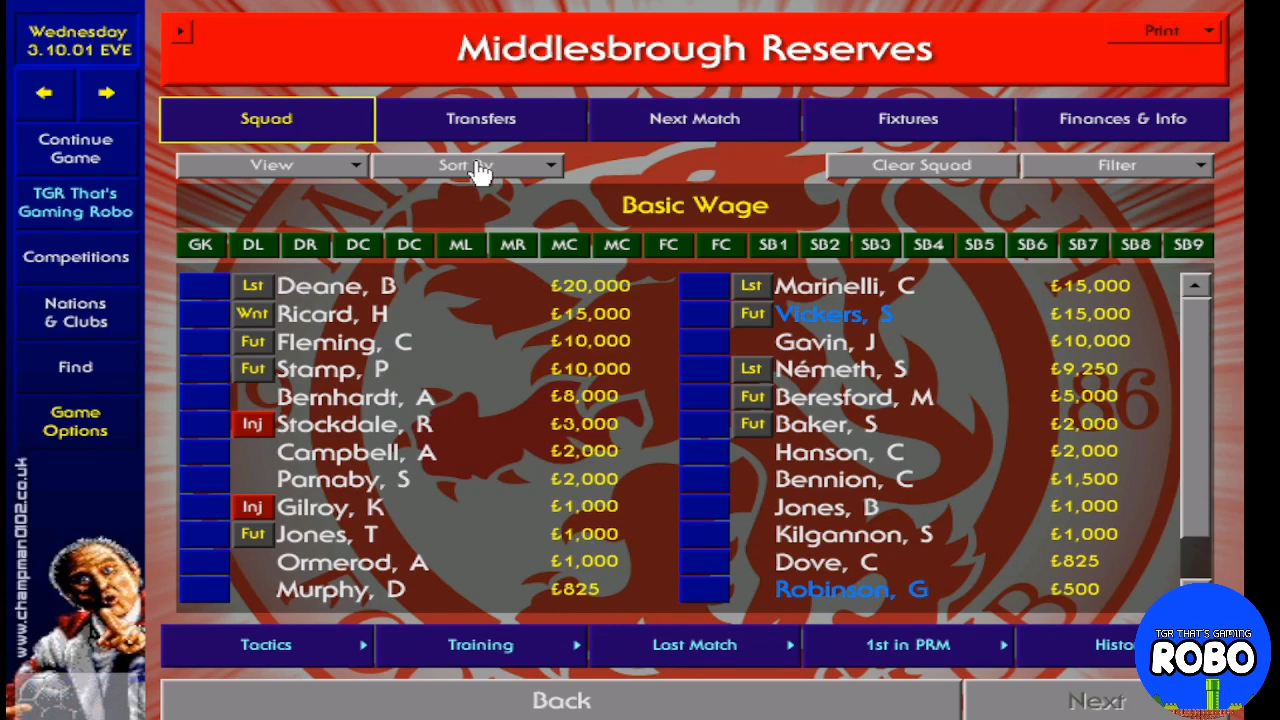 Wednesday
3.10.01 EVE
Continue
Game
TGR That's
Gaming Robo
Competitions
Nations
& Clubs
Find
Game
Options
www.champman0102.co.uk
Middlesbrough Reserves
Print
Squad Transfers Next Match Fixtures Finances & Info
View Sort By Clear Squad Filter
Basic Wage
GK DL DR DC DC ML MR MC MC FC FC SB1 SB2 SB3 SB4 SB5 SB6 SB7 SB8 SB9
Lst Deane, B £20,000 Lst Marinelli, C £15,000
Wnt Ricard, H £15,000 Fut Vickers, S £15,000
Fut Fleming, C £10,000 Gavin, J £10,000
Fut Stamp, P £10,000 Lst Németh, S £9,250
Bernhardt, A £8,000 Fut Beresford, M £5,000
Inj Stockdale, R £3,000 Fut Baker, S £2,000
Campbell, A £2,000 Hanson, C £2,000
Parnaby, S £2,000 Bennion, C £1,500
Inj Gilroy, K £1,000 Jones, B £1,000
Fut Jones, T £1,000 Kilgannon, S £1,000
Ormerod, A £1,000 Dove, C £825
Murphy, D £825 Robinson, G £500
Tactics Training Last Match 1st in PRM Histo
Back Next
TGR THAT'S GAMING
ROBO